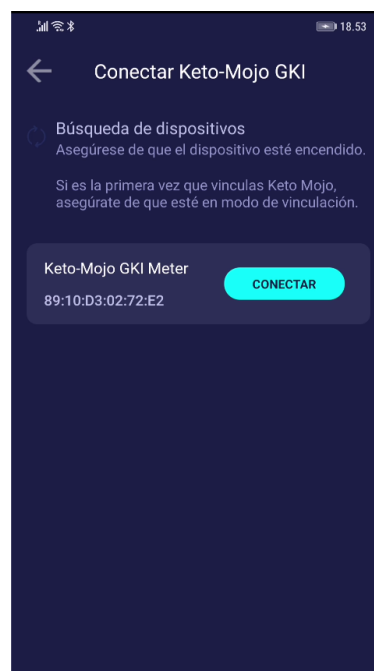 18.53
Conectar Keto-Mojo GKI
Búsqueda de dispositivos
Asegúrese de que el dispositivo esté encendido.
Si es la primera vez que vinculas Keto Mojo,
asegúrate de que esté en modo de vinculación.
Keto-Mojo GKI Meter
CONECTAR
89:10:D3:02:72:E2